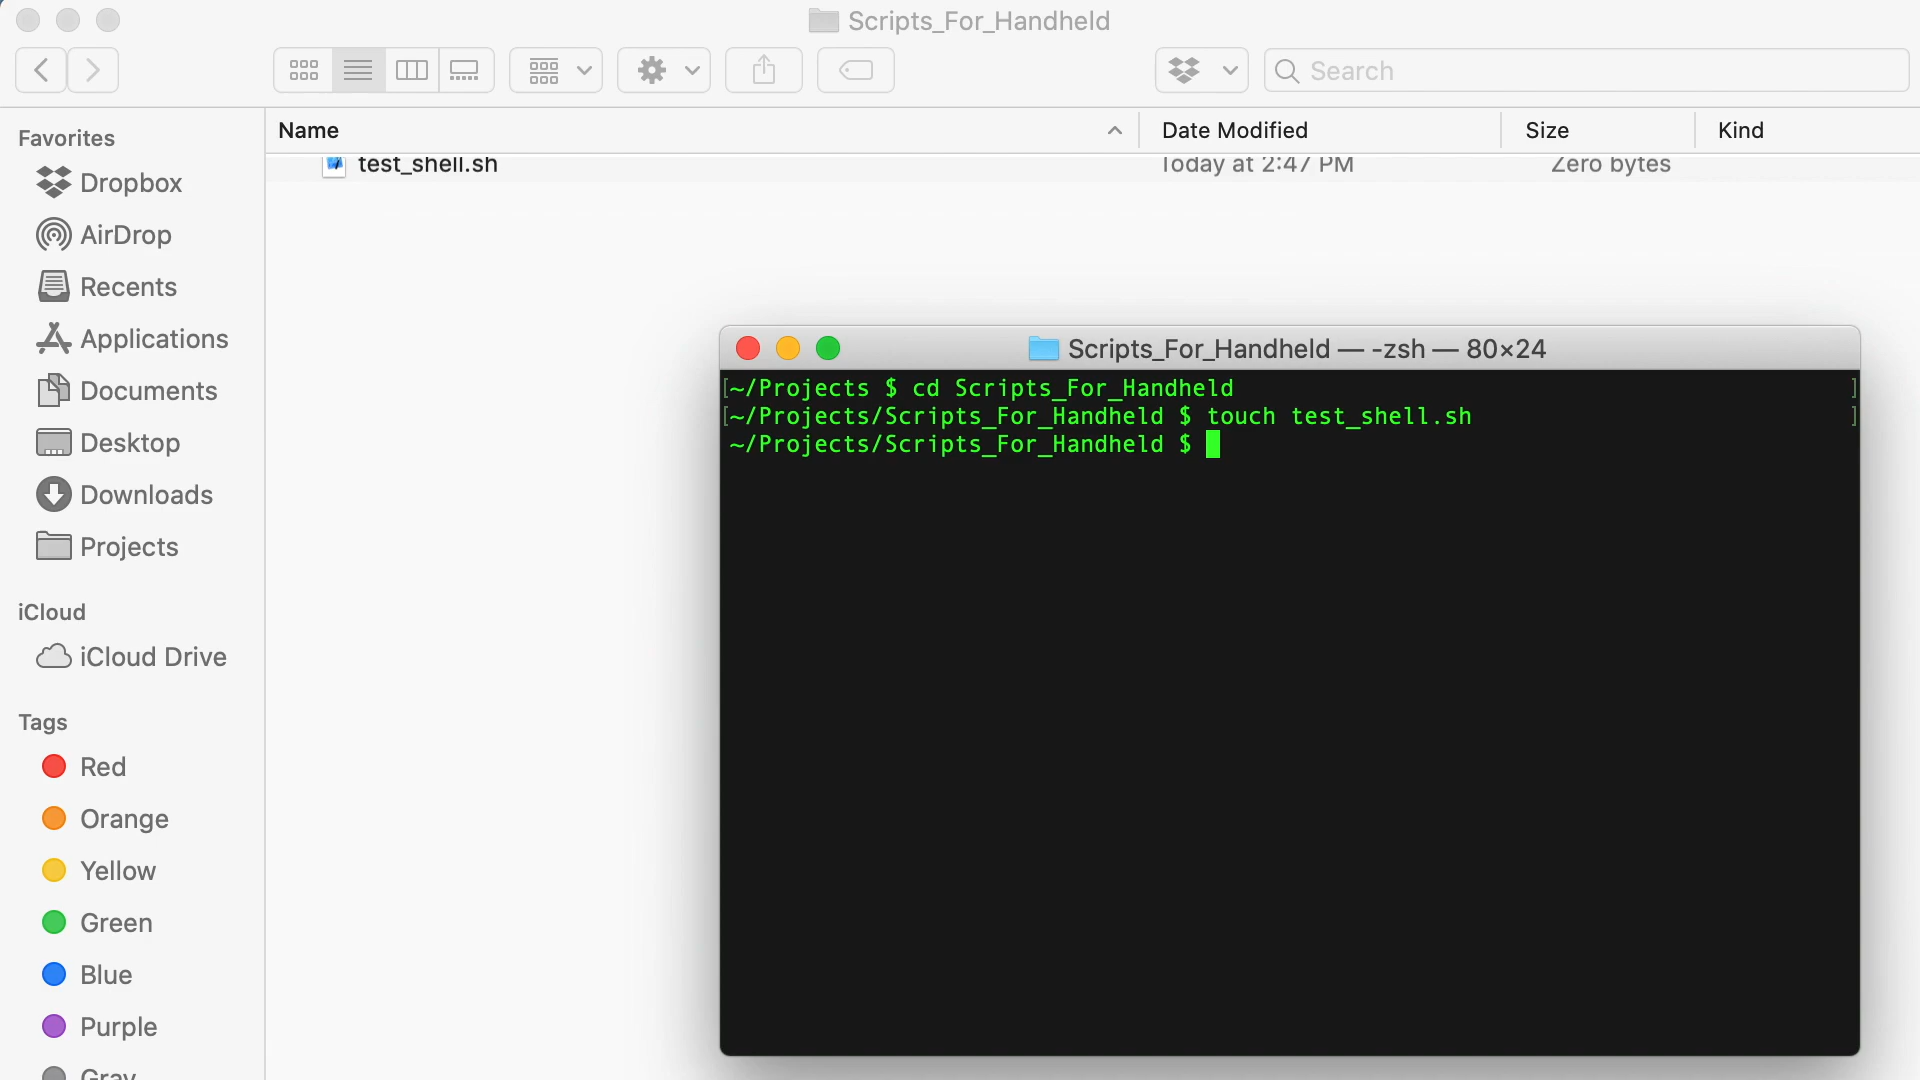 Scripts_For_Handheld
Search
Name
Date Modified
Size
Kind
test_shell.sh
Today at 2:47 PM
Zero bytes
Favorites
Dropbox
AirDrop
Recents
Applications
Documents
Desktop
Downloads
Projects
iCloud
iCloud Drive
Tags
Red
Orange
Yellow
Green
Blue
Purple
Gray
Scripts_For_Handheld — -zsh — 80×24
[~/Projects $ cd Scripts_For_Handheld ]
[~/Projects/Scripts_For_Handheld $ touch test_shell.sh ]
~/Projects/Scripts_For_Handheld $